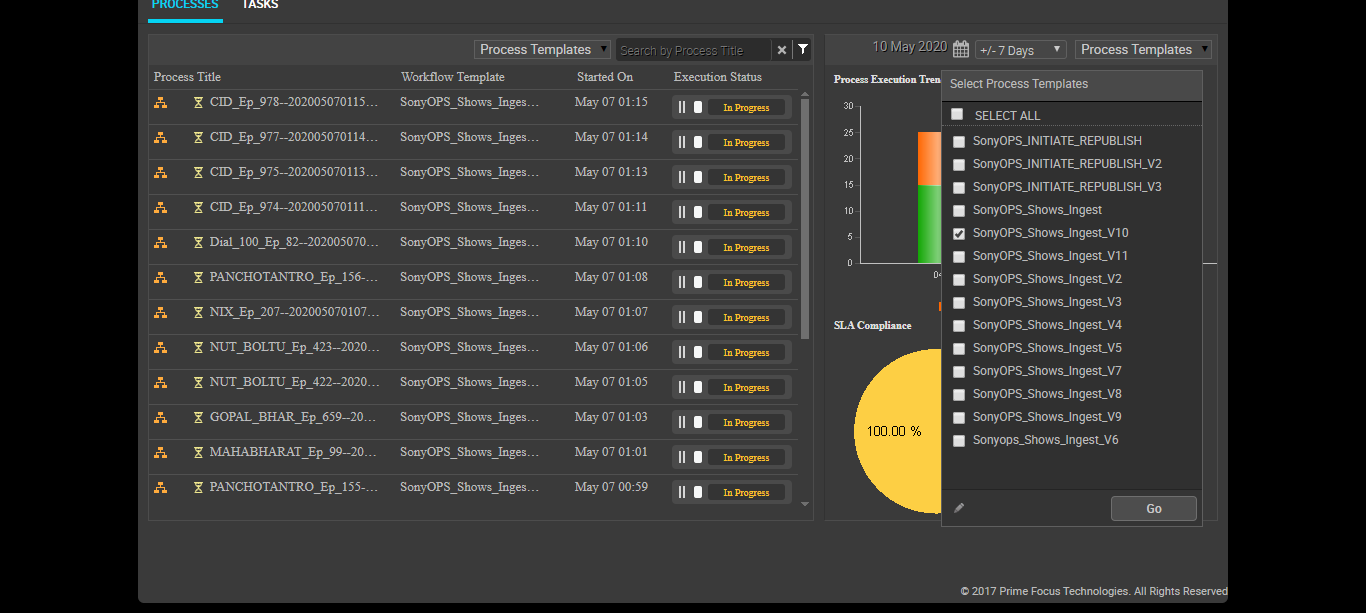 PROCESSES TASKS
Process Templates Search by Process Title
Process Title Workflow Template Started On Execution Status
CID_Ep_978--202005070115... SonyOPS_Shows_Inges... May 07 01:15 In Progress
CID_Ep_977--202005070114... SonyOPS_Shows_Inges... May 07 01:14 In Progress
CID_Ep_975--202005070113... SonyOPS_Shows_Inges... May 07 01:13 In Progress
CID_Ep_974--202005070111... SonyOPS_Shows_Inges... May 07 01:11 In Progress
Dial_100_Ep_82--202005070... SonyOPS_Shows_Inges... May 07 01:10 In Progress
PANCHOTANTRO_Ep_156-... SonyOPS_Shows_Inges... May 07 01:08 In Progress
NIX_Ep_207--202005070107... SonyOPS_Shows_Inges... May 07 01:07 In Progress
NUT_BOLTU_Ep_423--2020... SonyOPS_Shows_Inges... May 07 01:06 In Progress
NUT_BOLTU_Ep_422--2020... SonyOPS_Shows_Inges... May 07 01:05 In Progress
GOPAL_BHAR_Ep_659--20... SonyOPS_Shows_Inges... May 07 01:03 In Progress
MAHABHARAT_Ep_99--20... SonyOPS_Shows_Inges... May 07 01:01 In Progress
PANCHOTANTRO_Ep_155-... SonyOPS_Shows_Inges... May 07 00:59 In Progress
10 May 2020 +/- 7 Days Process Templates
Process Execution Tren
30
25
20
15
10
5
0
04
SLA Compliance
100.00 %
Select Process Templates
SELECT ALL
SonyOPS_INITIATE_REPUBLISH
SonyOPS_INITIATE_REPUBLISH_V2
SonyOPS_INITIATE_REPUBLISH_V3
SonyOPS_Shows_Ingest
SonyOPS_Shows_Ingest_V10
SonyOPS_Shows_Ingest_V11
SonyOPS_Shows_Ingest_V2
SonyOPS_Shows_Ingest_V3
SonyOPS_Shows_Ingest_V4
SonyOPS_Shows_Ingest_V5
SonyOPS_Shows_Ingest_V7
SonyOPS_Shows_Ingest_V8
SonyOPS_Shows_Ingest_V9
Sonyops_Shows_Ingest_V6
Go
© 2017 Prime Focus Technologies. All Rights Reserved